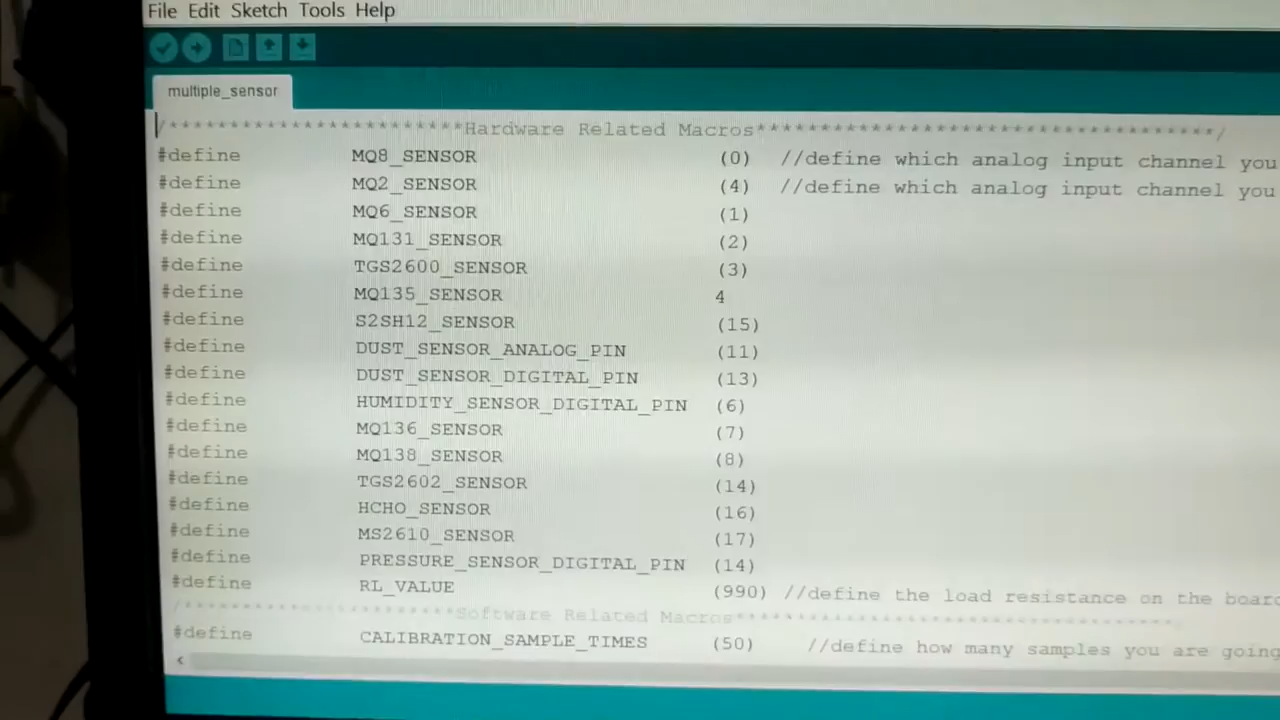 File Edit Sketch Tools Help
multiple_sensor
/************************Hardware Related Macros************************************/
#define MQ8_SENSOR (0) //define which analog input channel you
#define MQ2_SENSOR (4) //define which analog input channel you
#define MQ6_SENSOR (1)
#define MQ131_SENSOR (2)
#define TGS2600_SENSOR (3)
#define MQ135_SENSOR 4
#define S2SH12_SENSOR (15)
#define DUST_SENSOR_ANALOG_PIN (11)
#define DUST_SENSOR_DIGITAL_PIN (13)
#define HUMIDITY_SENSOR_DIGITAL_PIN (6)
#define MQ136_SENSOR (7)
#define MQ138_SENSOR (8)
#define TGS2602_SENSOR (14)
#define HCHO_SENSOR (16)
#define MS2610_SENSOR (17)
#define PRESSURE_SENSOR_DIGITAL_PIN (14)
#define RL_VALUE (990) //define the load resistance on the board
/***********************Software Related Macros************************************
#define CALIBRATION_SAMPLE_TIMES (50) //define how many samples you are going